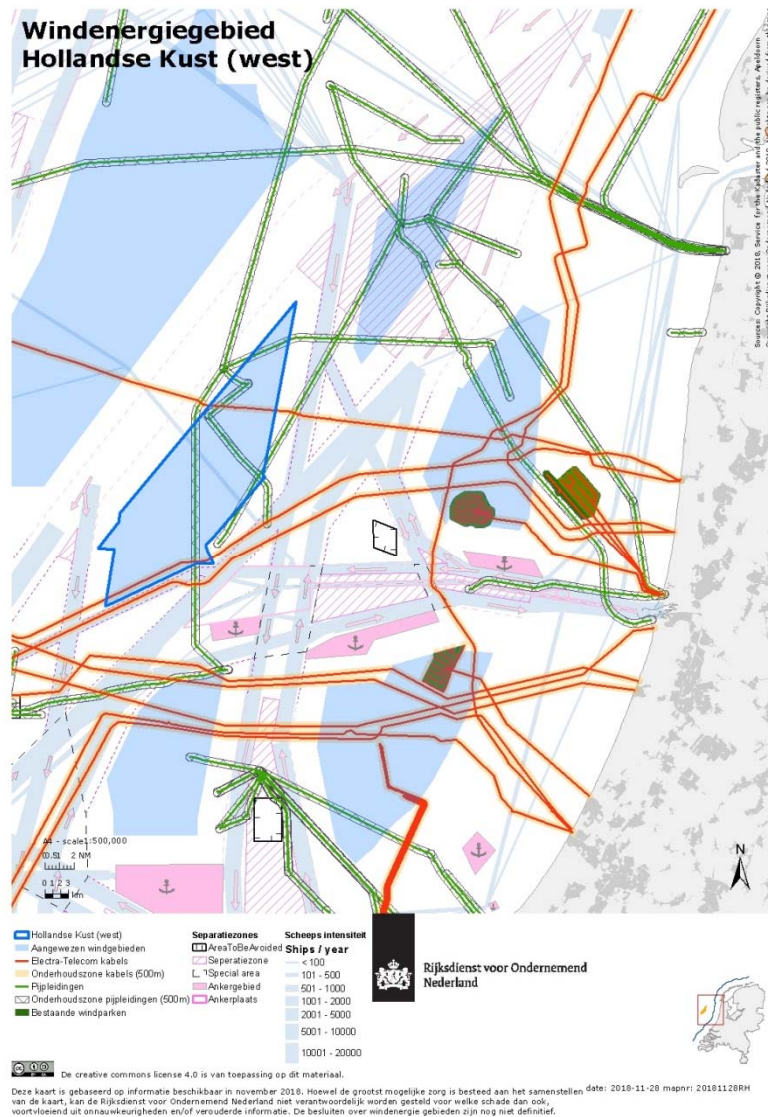 Windenergiegebied
Hollandse Kust (west)
A4 - scale1:500,000
2 NM
0 1 2 3
km
N
Hollandse Kust (west)
Aangewezen windgebieden
Electra-Telecom kabels
Onderhoudszone kabels (500m)
Pijpleidingen
Onderhoudszone pijpleidingen (500m)
Bestaande windparken
Separatiezones
AreaToBeAvoided
Seperatiezone
Special area
Ankergebied
Ankerplaats
Scheeps intensiteit
Ships / year
< 100
101 - 500
501 - 1000
1001 - 2000
2001 - 5000
5001 - 10000
10001 - 20000
Rijksdienst voor Ondernemend
Nederland
De creative commons license 4.0 is van toepassing op dit materiaal.
Deze kaart is gebaseerd op informatie beschikbaar in november 2018. Hoewel de grootst mogelijke zorg is besteed aan het samenstellen
van de kaart, kan de Rijksdienst voor Ondernemend Nederland niet verantwoordelijk worden gesteld voor welke schade dan ook,
voortvloeiend uit onnauwkeurigheden en/of verouderde informatie. De besluiten over windenergie gebieden zijn nog niet definitief.
date: 2018-11-28 mapnr: 20181128RH
Sources: Copyright © 2018, Service for the Kadaster and the public registers, Apeldoorn